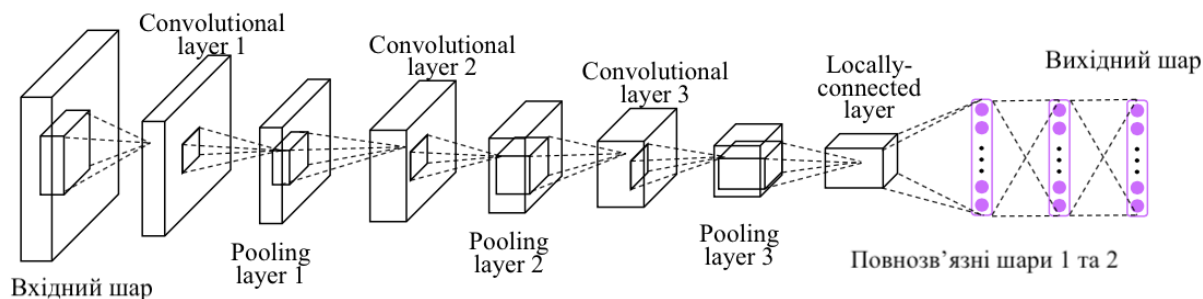 Convolutional
layer 1
Convolutional
layer 2
Convolutional
layer 3
Locally-
connected
layer
Вихідний шар
Pooling
layer 1
Pooling
layer 2
Pooling
layer 3
Повнозв’язні шари 1 та 2
Вхідний шар